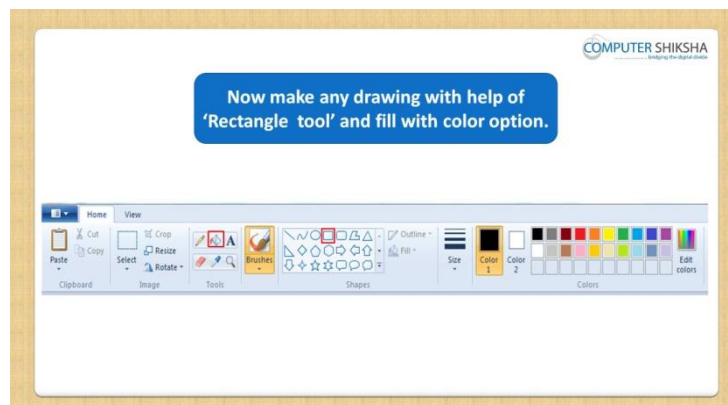 COMPUTER SHIKSHA
bridging the digital divide
Now make any drawing with help of
‘Rectangle tool’ and fill with color option.
Home View
Paste
Cut
Copy
Clipboard
Select
Crop
Resize
Rotate
Image
A
Tools
Brushes
Shapes
Outline
Fill
Size
Color
1
Color
2
Colors
Edit
colors